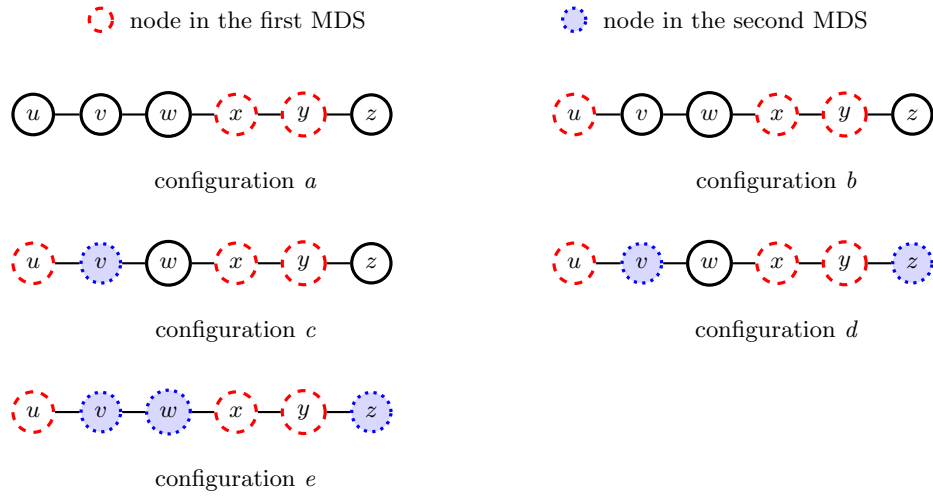 node in the first MDS
node in the second MDS
u v w x y z
configuration a
u v w x y z
configuration b
u v w x y z
configuration c
u v w x y z
configuration d
u v w x y z
configuration e